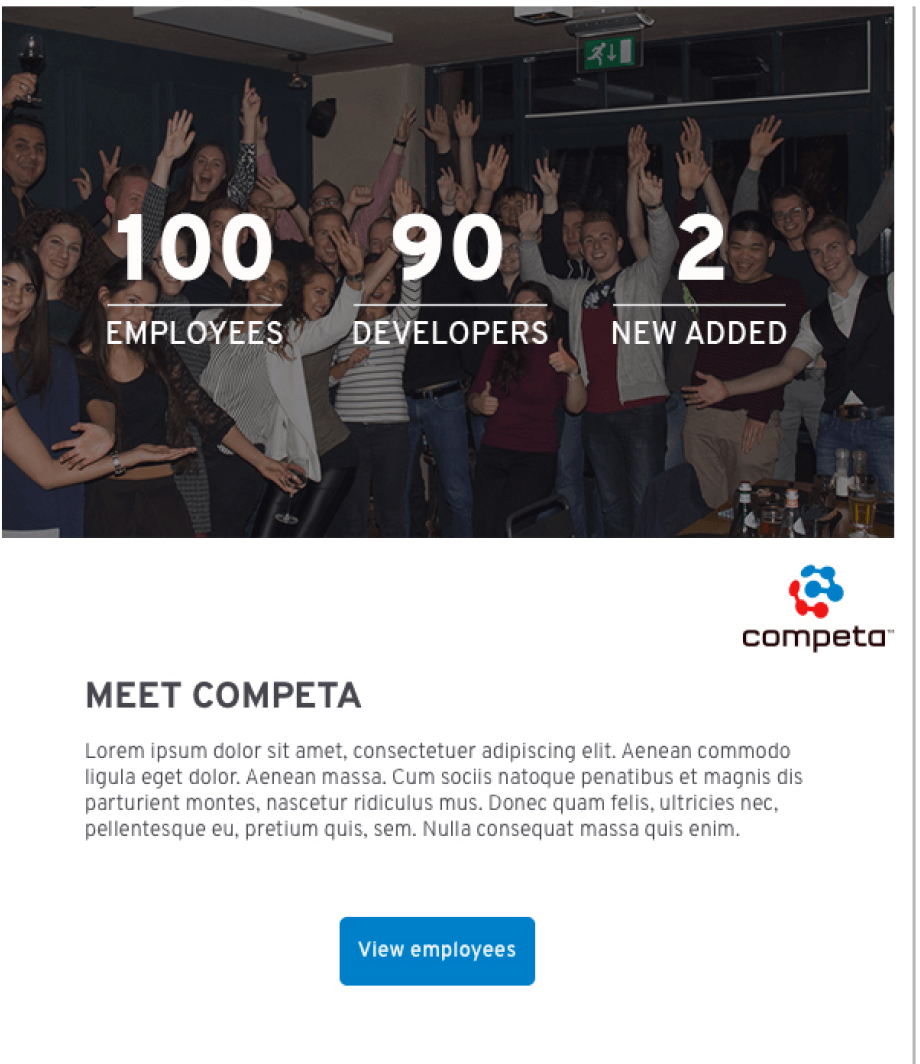 100 90 2
EMPLOYEES DEVELOPERS NEW ADDED
competa™
MEET COMPETA
Lorem ipsum dolor sit amet, consectetuer adipiscing elit. Aenean commodo
ligula eget dolor. Aenean massa. Cum sociis natoque penatibus et magnis dis
parturient montes, nascetur ridiculus mus. Donec quam felis, ultricies nec,
pellentesque eu, pretium quis, sem. Nulla consequat massa quis enim.
View employees